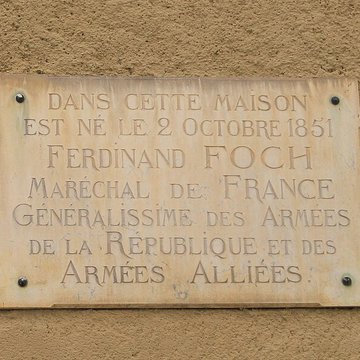 DANS CETTE MAISON
EST NÉ LE 2 OCTOBRE 1851
FERDINAND FOCH
MARÉCHAL DE FRANCE
GÉNÉRALISSIME DES ARMÉES
DE LA RÉPUBLIQUE ET DES
ARMÉES ALLIÉES